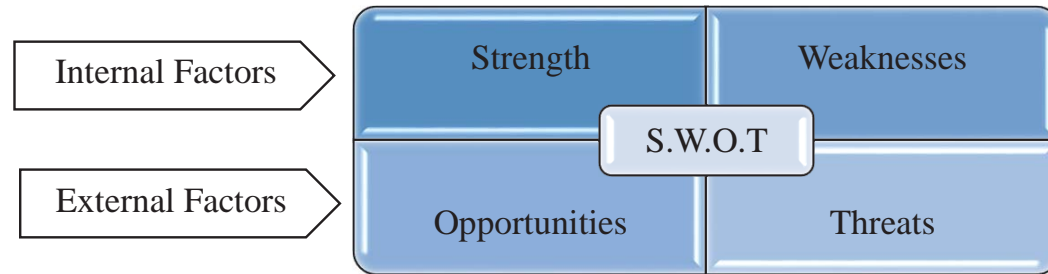 Internal Factors
Strength
Weaknesses
S.W.O.T
External Factors
Opportunities
Threats